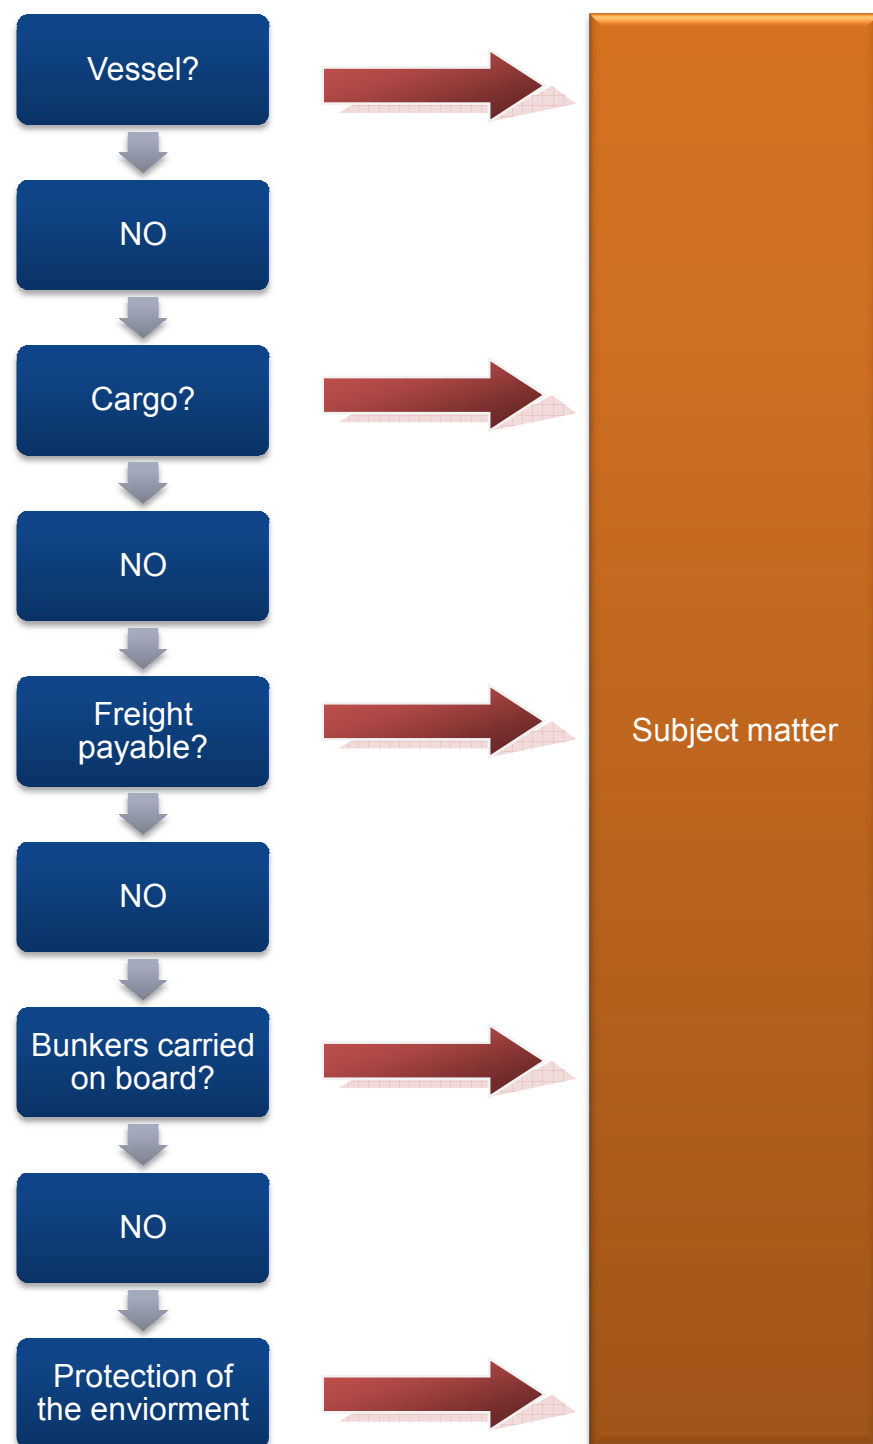 Vessel?
NO
Cargo?
NO
Freight
payable?
Subject matter
NO
Bunkers carried
on board?
NO
Protection of
the enviorment